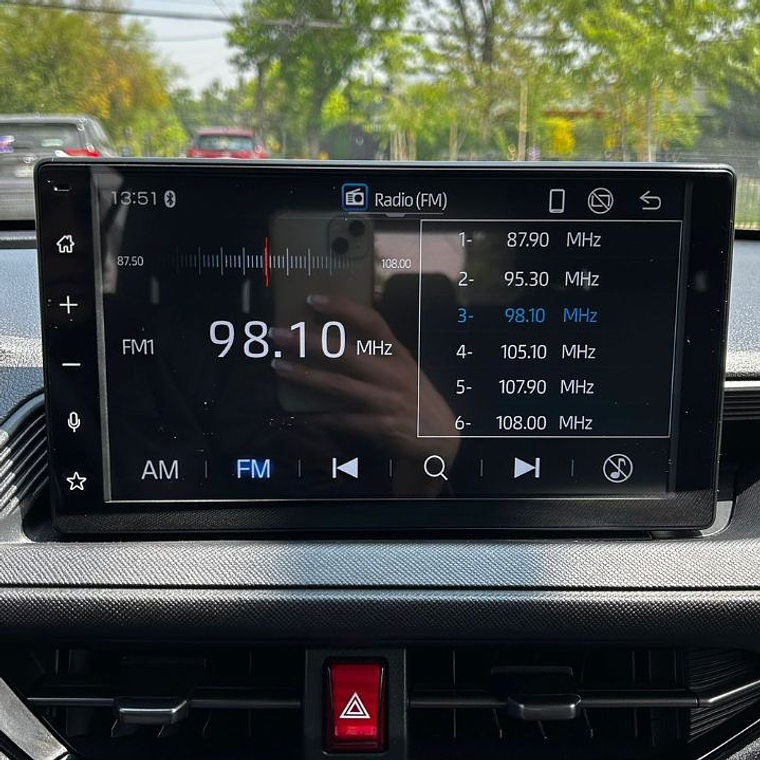 13:51
Radio (FM)
87.50
108.00
FM1
98.10 MHz
1- 87.90 MHz
2- 95.30 MHz
3- 98.10 MHz
4- 105.10 MHz
5- 107.90 MHz
6- 108.00 MHz
AM
FM